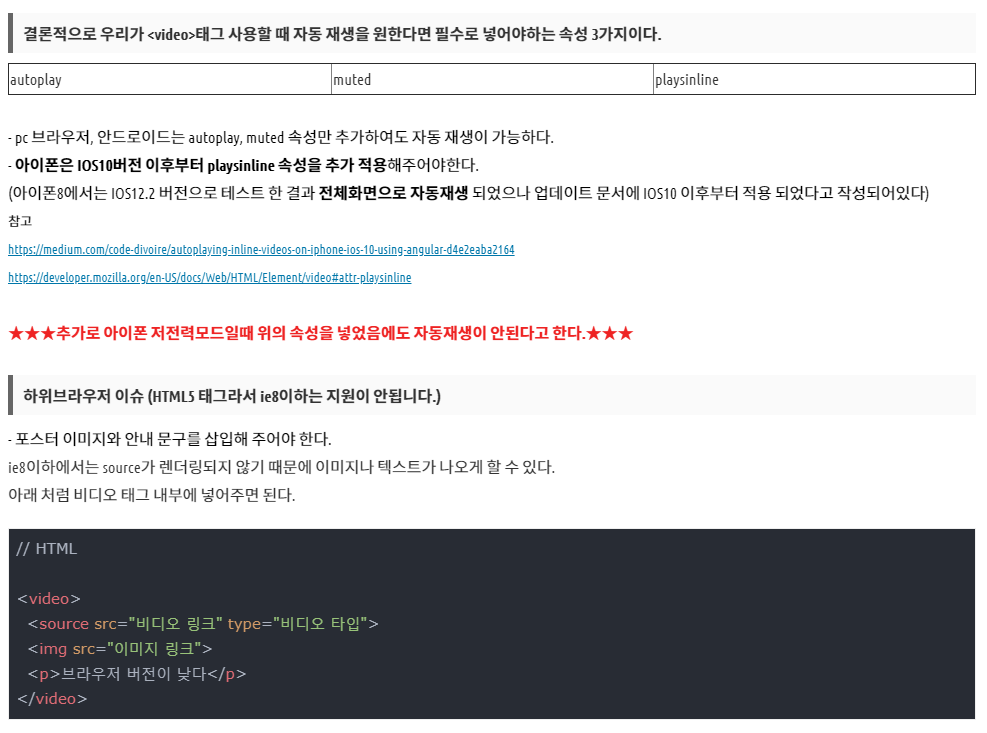 결론적으로 우리가 <video>태그 사용할 때 자동 재생을 원한다면 필수로 넣어야하는 속성 3가지이다.
autoplay muted playsinline
- pc 브라우저, 안드로이드는 autoplay, muted 속성만 추가하여도 자동 재생이 가능하다.
- 아이폰은 IOS10버전 이후부터 playsinline 속성을 추가 적용해주어야한다.
(아이폰8에서는 IOS12.2 버전으로 테스트 한 결과 전체화면으로 자동재생 되었으나 업데이트 문서에 IOS10 이후부터 적용 되었다고 작성되어있다)
참고
https://medium.com/code-divoire/autoplaying-inline-videos-on-iphone-ios-10-using-angular-d4e2eaba2164
https://developer.mozilla.org/en-US/docs/Web/HTML/Element/video#attr-playsinline
★★★추가로 아이폰 저전력모드일때 위의 속성을 넣었음에도 자동재생이 안된다고 한다.★★★
하위브라우저 이슈 (HTML5 태그라서 ie8이하는 지원이 안됩니다.)
- 포스터 이미지와 안내 문구를 삽입해 주어야 한다.
ie8이하에서는 source가 렌더링되지 않기 때문에 이미지나 텍스트가 나오게 할 수 있다.
아래 처럼 비디오 태그 내부에 넣어주면 된다.
// HTML
<video>
<source src="비디오 링크" type="비디오 타입">
<img src="이미지 링크">
<p>브라우저 버전이 낮다</p>
</video>